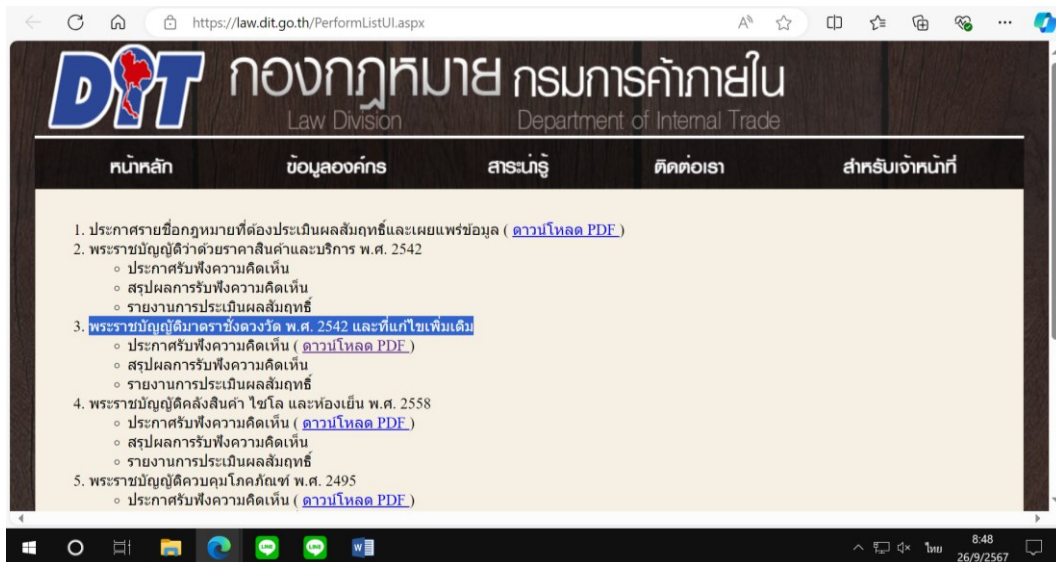 https://law.dit.go.th/PerformListUI.aspx
DIT กองกฎหมาย กรมการค้าภายใน
Law Division Department of Internal Trade
หน้าหลัก ข้อมูลองค์กร สาระน่ารู้ ติดต่อเรา สำหรับเจ้าหน้าที่
1. ประกาศรายชื่อกฎหมายที่ต้องประเมินผลสัมฤทธิ์และเผยแพร่ข้อมูล ( ดาวน์โหลด PDF )
2. พระราชบัญญัติว่าด้วยราคาสินค้าและบริการ พ.ศ. 2542
◦ ประกาศรับฟังความคิดเห็น
◦ สรุปผลการรับฟังความคิดเห็น
◦ รายงานการประเมินผลสัมฤทธิ์
3. พระราชบัญญัติมาตราชั่งตวงวัด พ.ศ. 2542 และที่แก้ไขเพิ่มเติม
◦ ประกาศรับฟังความคิดเห็น ( ดาวน์โหลด PDF )
◦ สรุปผลการรับฟังความคิดเห็น
◦ รายงานการประเมินผลสัมฤทธิ์
4. พระราชบัญญัติคลังสินค้า ไซโล และห้องเย็น พ.ศ. 2558
◦ ประกาศรับฟังความคิดเห็น ( ดาวน์โหลด PDF )
◦ สรุปผลการรับฟังความคิดเห็น
◦ รายงานการประเมินผลสัมฤทธิ์
5. พระราชบัญญัติควบคุมโภคภัณฑ์ พ.ศ. 2495
◦ ประกาศรับฟังความคิดเห็น ( ดาวน์โหลด PDF )
ไทย 8:48
26/9/2567